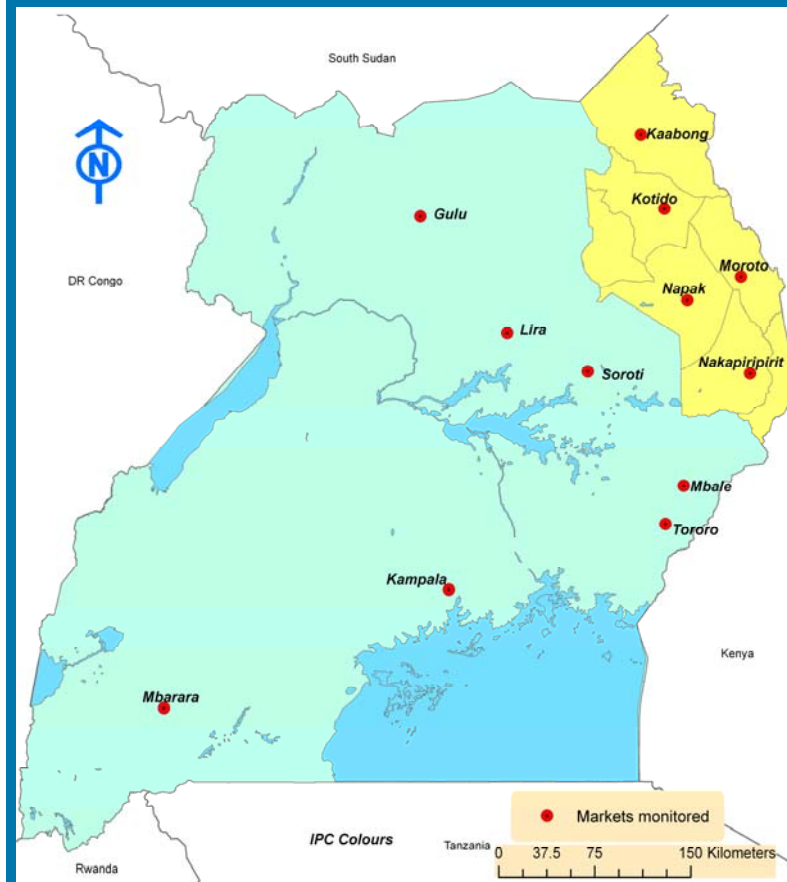 South Sudan
Kaabong
N
Kotido
Gulu
Moroto
DR Congo
Napak
Lira
Nakapiripirit
Soroti
Mbale
Tororo
Kampala
Kenya
Mbarara
Markets monitored
IPC Colours
Tanzania
0 37.5 75 150 Kilometers
Rwanda